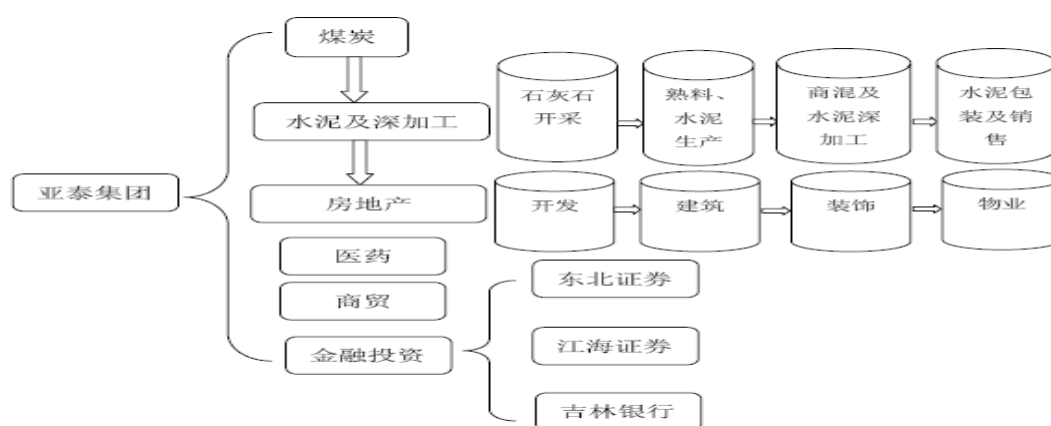 煤炭
水泥及深加工
石灰石
开采
熟料、
水泥
生产
商混及
水泥深
加工
水泥包
装及销
售
亚泰集团
房地产
开发
建筑
装饰
物业
医药
商贸
金融投资
东北证券
江海证券
吉林银行